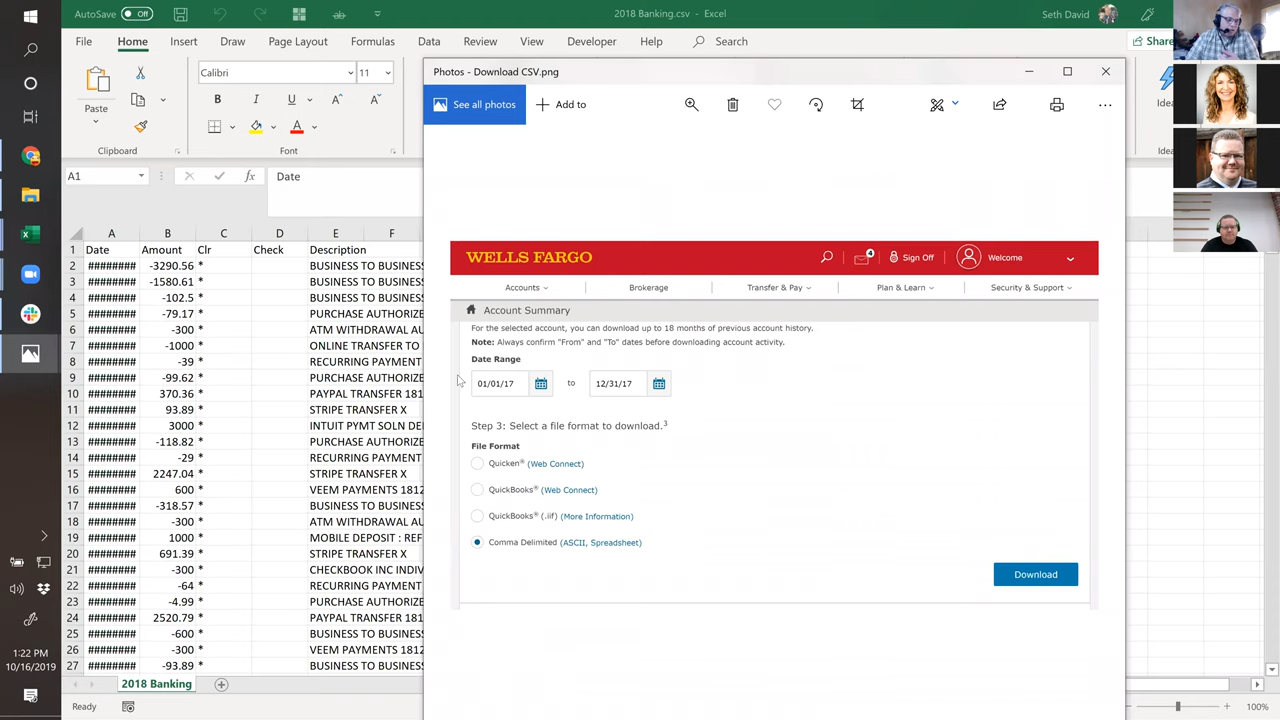 AutoSave Off
2018 Banking.csv - Excel
Seth David
File Home Insert Draw Page Layout Formulas Data Review View Developer Help Search
Share
Paste
Calibri 11
B I U A A
A
Clipboard
Font
A1 fx Date
Photos - Download CSV.png
See all photos
Add to
A B C D E F
1 Date Amount Clr Check Description
2 ######## -3290.56 * BUSINESS TO BUSINESS
3 ######## -1580.61 * BUSINESS TO BUSINESS
4 ######## -102.5 * BUSINESS TO BUSINESS
5 ######## -79.17 * PURCHASE AUTHORIZE
6 ######## -300 * ATM WITHDRAWAL AU
7 ######## -1000 * ONLINE TRANSFER TO
8 ######## -39 * RECURRING PAYMENT
9 ######## -99.62 * PURCHASE AUTHORIZE
10 ######## 370.36 * PAYPAL TRANSFER 181
11 ######## 93.89 * STRIPE TRANSFER X
12 ######## 3000 * INTUIT PYMT SOLN DE
13 ######## -118.82 * PURCHASE AUTHORIZE
14 ######## -29 * RECURRING PAYMENT
15 ######## 2247.04 * STRIPE TRANSFER X
16 ######## 600 * VEEM PAYMENTS 1812
17 ######## -318.57 * BUSINESS TO BUSINESS
18 ######## -300 * ATM WITHDRAWAL AU
19 ######## 1000 * MOBILE DEPOSIT : REF
20 ######## 691.39 * STRIPE TRANSFER X
21 ######## -300 * CHECKBOOK INC INDIV
22 ######## -64 * RECURRING PAYMENT
23 ######## -4.99 * PURCHASE AUTHORIZE
24 ######## 2520.79 * PAYPAL TRANSFER 181
25 ######## -600 * BUSINESS TO BUSINESS
26 ######## -300 * VEEM PAYMENTS 1812
27 ######## -93.89 * BUSINESS TO BUSINESS
WELLS FARGO
4
Sign Off
Welcome
Accounts Brokerage Transfer & Pay Plan & Learn Security & Support
Account Summary
For the selected account, you can download up to 18 months of previous account history.
Note: Always confirm "From" and "To" dates before downloading account activity.
Date Range
01/01/17 to 12/31/17
Step 3: Select a file format to download.3
File Format
Quicken® (Web Connect)
QuickBooks® (Web Connect)
QuickBooks® (.iif) (More Information)
Comma Delimited (ASCII, Spreadsheet)
Download
1:22 PM
10/16/2019
2018 Banking
Ready
100%